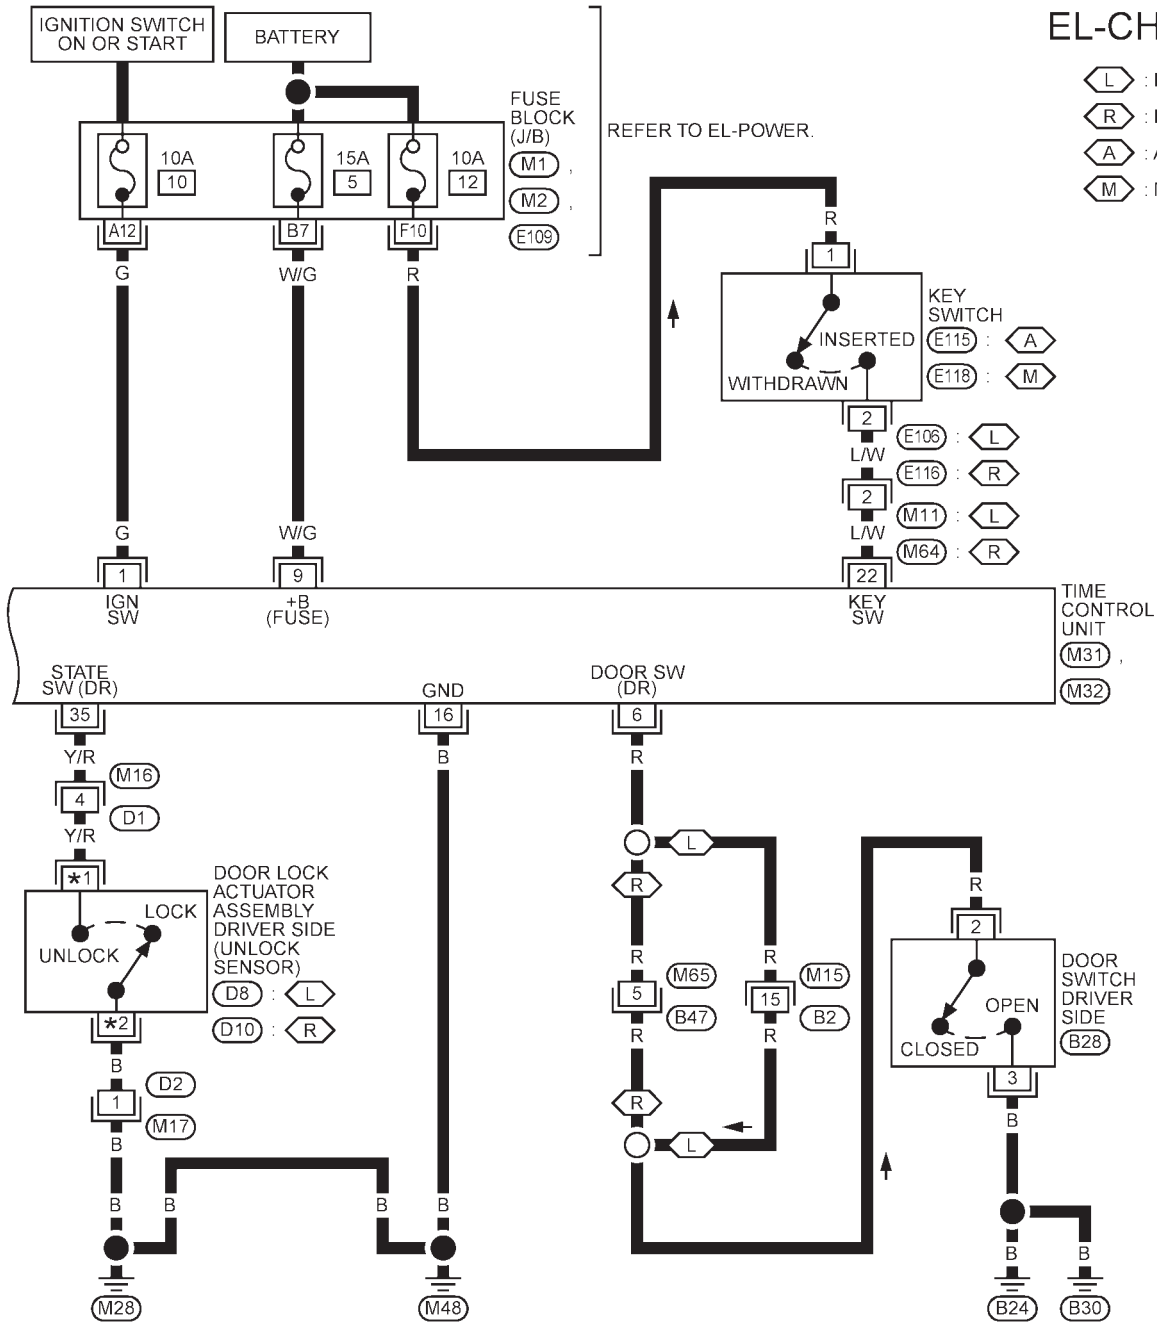 IGNITION SWITCH
ON OR START
BATTERY
EL-CH
L :
R :
A :
M :
FUSE
BLOCK
(J/B)
M1 ,
M2 ,
E109
REFER TO EL-POWER.
10A
10
15A
5
10A
12
A12
B7
F10
G
W/G
R
R
1
KEY
SWITCH
E115 : A
E118 : M
INSERTED
WITHDRAWN
2
L/W
E106 : L
E116 : R
2
L/W
M11 : L
M64 : R
G
W/G
1
9
22
IGN
SW
+B
(FUSE)
KEY
SW
TIME
CONTROL
UNIT
M31 ,
M32
STATE
SW (DR)
GND
DOOR SW
(DR)
35
16
6
Y/R
B
R
M16
4
D1
Y/R
*1
LOCK
UNLOCK
*2
DOOR LOCK
ACTUATOR
ASSEMBLY
DRIVER SIDE
(UNLOCK
SENSOR)
D8 : L
D10 : R
B
D2
1
M17
B
L
R
R
R
5
M65
B47
15
M15
B2
R
R
R
L
R
2
DOOR
SWITCH
DRIVER
SIDE
B28
OPEN
CLOSED
3
B
B
B
B
B
B
B
M28
M48
B24
B30